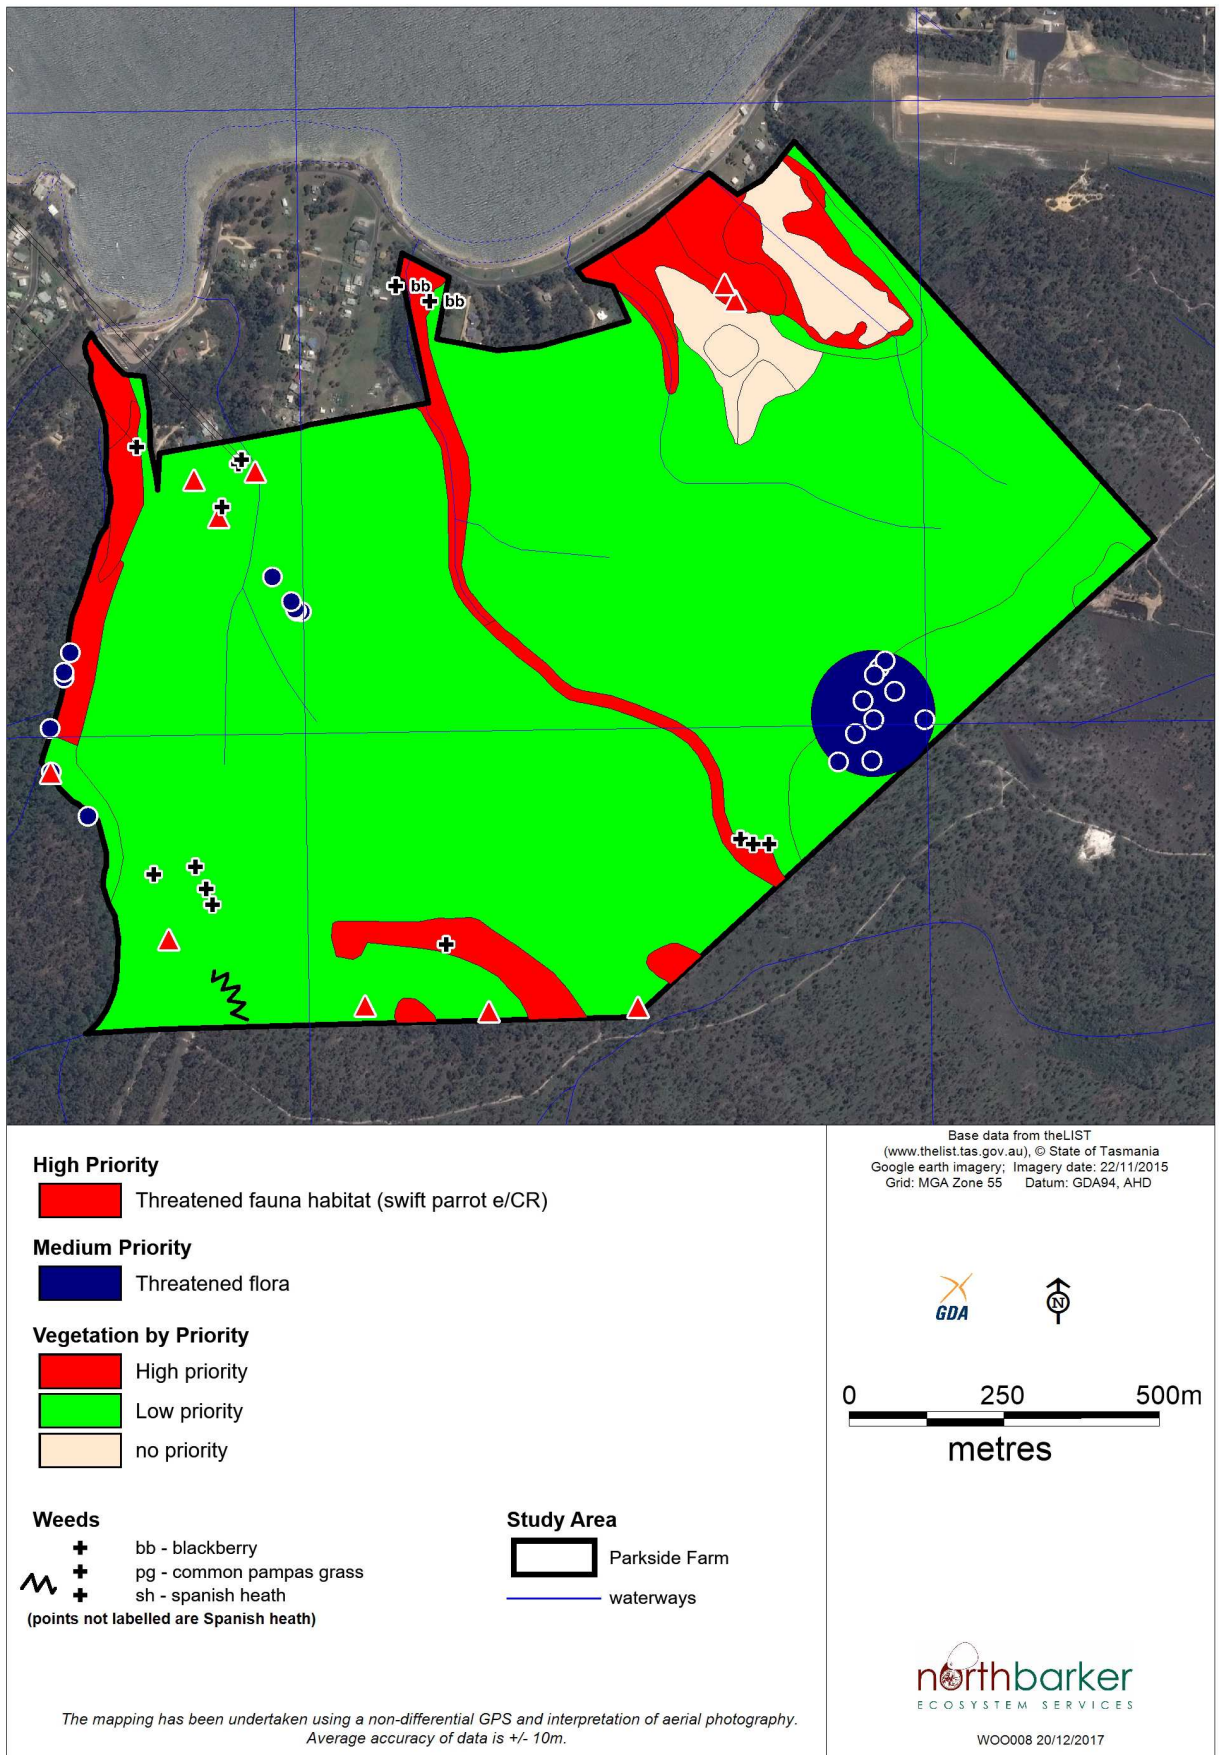 bb
bb
High Priority
Threatened fauna habitat (swift parrot e/CR)
Medium Priority
Threatened flora
Vegetation by Priority
High priority
Low priority
no priority
Weeds
bb - blackberry
pg - common pampas grass
sh - spanish heath
(points not labelled are Spanish heath)
Study Area
Parkside Farm
waterways
The mapping has been undertaken using a non-differential GPS and interpretation of aerial photography.
Average accuracy of data is +/- 10m.
Base data from theLIST
(www.thelist.tas.gov.au), © State of Tasmania
Google earth imagery; Imagery date: 22/11/2015
Grid: MGA Zone 55 Datum: GDA94, AHD
GDA
N
0 250 500m
metres
northbarker
ECOSYSTEM SERVICES
WOO008 20/12/2017